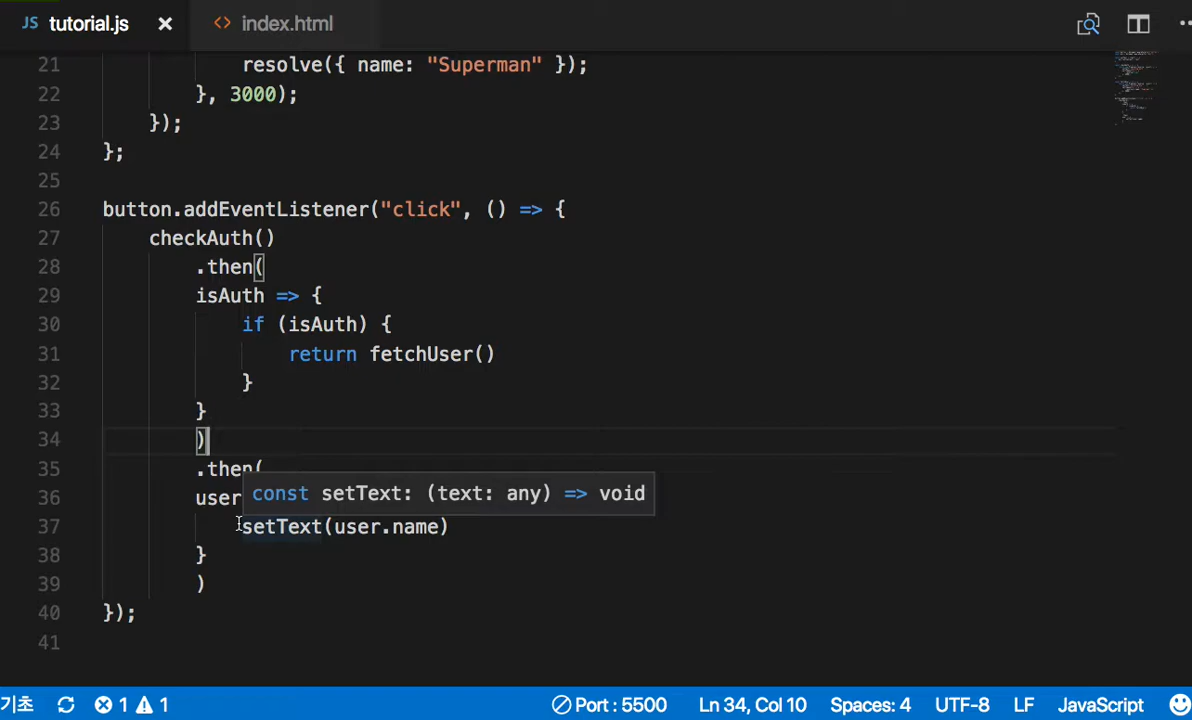 JS tutorial.js × <> index.html
21 resolve({ name: "Superman" });
22 }, 3000);
23 });
24 };
25
26 button.addEventListener("click", () => {
27 checkAuth()
28 .then(
29 isAuth => {
30 if (isAuth) {
31 return fetchUser()
32 }
33 }
34 )
35 .then(
36 user
const setText: (text: any) => void
37 setText(user.name)
38 }
39 )
40 });
41
기초 1 1 Port : 5500 Ln 34, Col 10 Spaces: 4 UTF-8 LF JavaScript